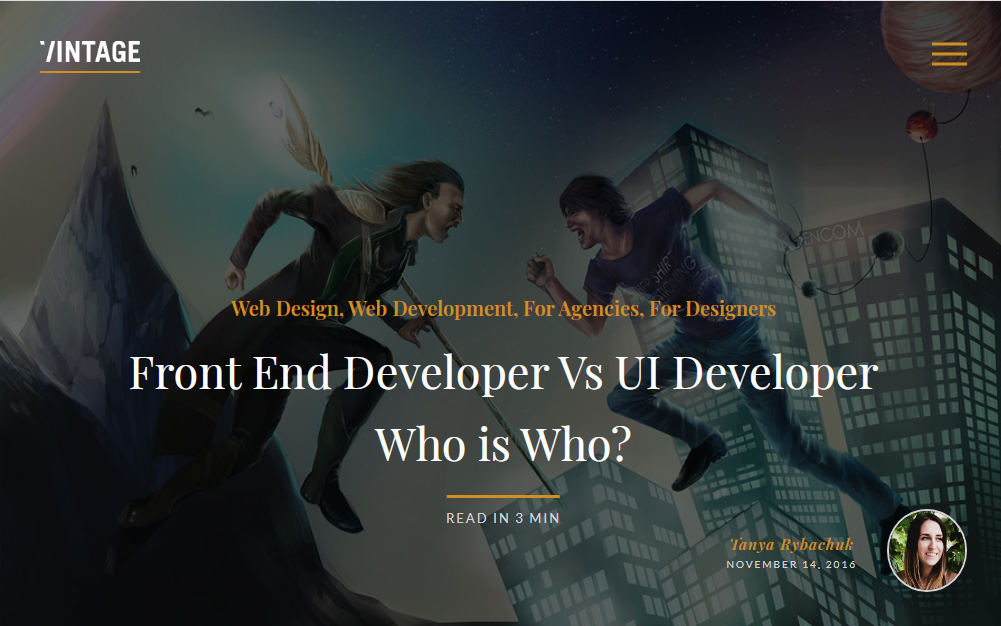 VINTAGE
ENCOM
Web Design, Web Development, For Agencies, For Designers
Front End Developer Vs UI Developer
Who is Who?
READ IN 3 MIN
Tanya Rybachuk
NOVEMBER 14, 2016